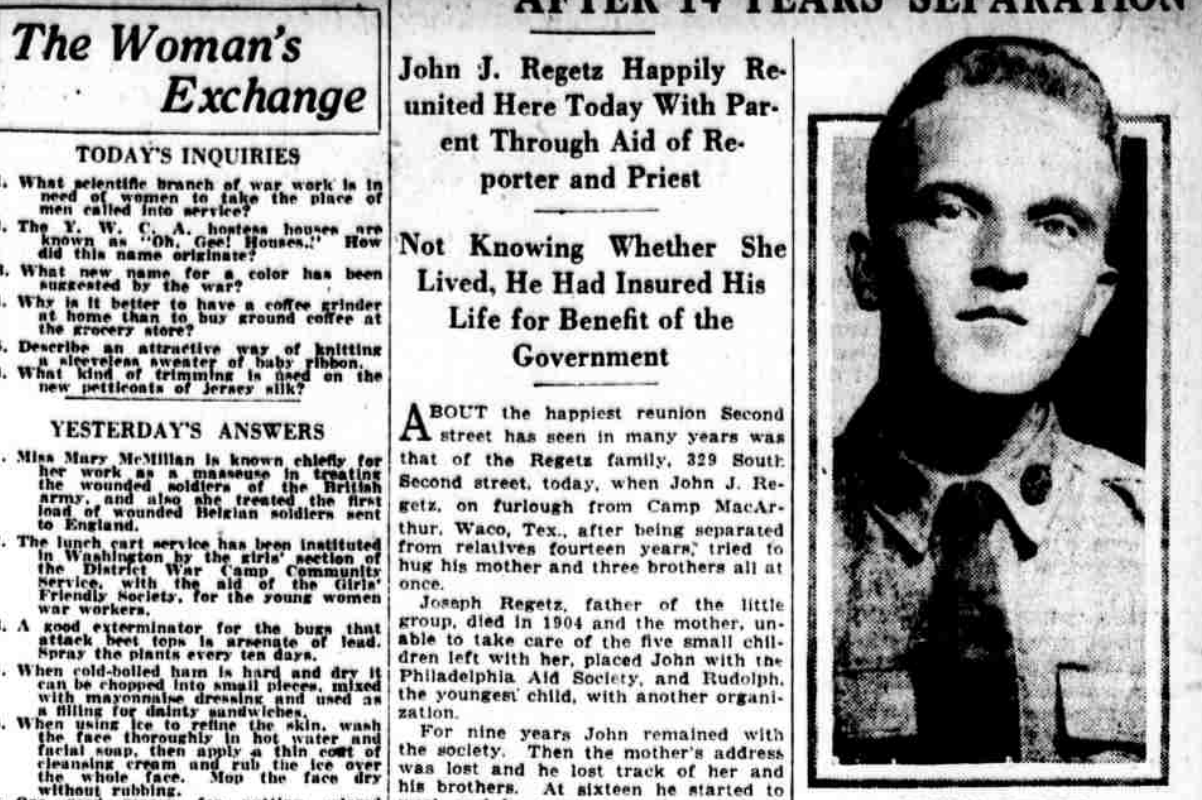 AFTER 14 YEARS SEPARATION
The Woman's
Exchange
TODAY'S INQUIRIES
What scientific branch of war work is in
need of women to take the place of
men called into service?
The Y. W. C. A. hostess houses are
known as "Oh, Gee! Houses.." How
did this name originate?
What new name for a color has been
suggested by the war?
Why is it better to have a coffee grinder
at home than to buy ground coffee at
the grocery store?
Describe an attractive way of knitting
a sleeveless sweater of baby ribbon.
What kind of trimming is used on the
new petticoats of jersey silk?
YESTERDAY'S ANSWERS
Miss Mary McMillan is known chiefly for
her work as a masseuse in treating
the wounded soldiers of the British
army, and also she treated the first
load of wounded Belgian soldiers sent
to England.
The lunch cart service has been instituted
in Washington by the girls' section of
the District War Camp Community
Service, with the aid of the Girls'
Friendly Society, for the young women
war workers.
A good exterminator for the bugs that
attack beet tops is arsenate of lead.
Spray the plants every ten days.
When cold-boiled ham is hard and dry it
can be chopped into small pieces, mixed
with mayonnaise dressing and used as
a filling for dainty sandwiches.
When using ice to refine the skin, wash
the face thoroughly in hot water and
facial soap, then apply a thin coat of
cleansing cream and rub the ice over
the whole face. Mop the face dry
without rubbing.
John J. Regetz Happily Re-
united Here Today With Par-
ent Through Aid of Re-
porter and Priest
Not Knowing Whether She
Lived, He Had Insured His
Life for Benefit of the
Government
ABOUT the happiest reunion Second
street has seen in many years was
that of the Regetz family, 329 South
Second street, today, when John J. Re-
getz, on furlough from Camp MacAr-
thur, Waco, Tex., after being separated
from relatives fourteen years, tried to
hug his mother and three brothers all at
once.
Joseph Regetz, father of the little
group, died in 1904 and the mother, un-
able to take care of the five small chil-
dren left with her, placed John with the
Philadelphia Aid Society, and Rudolph,
the youngest child, with another organi-
zation.
For nine years John remained with
the society. Then the mother's address
was lost and he lost track of her and
his brothers. At sixteen he started to